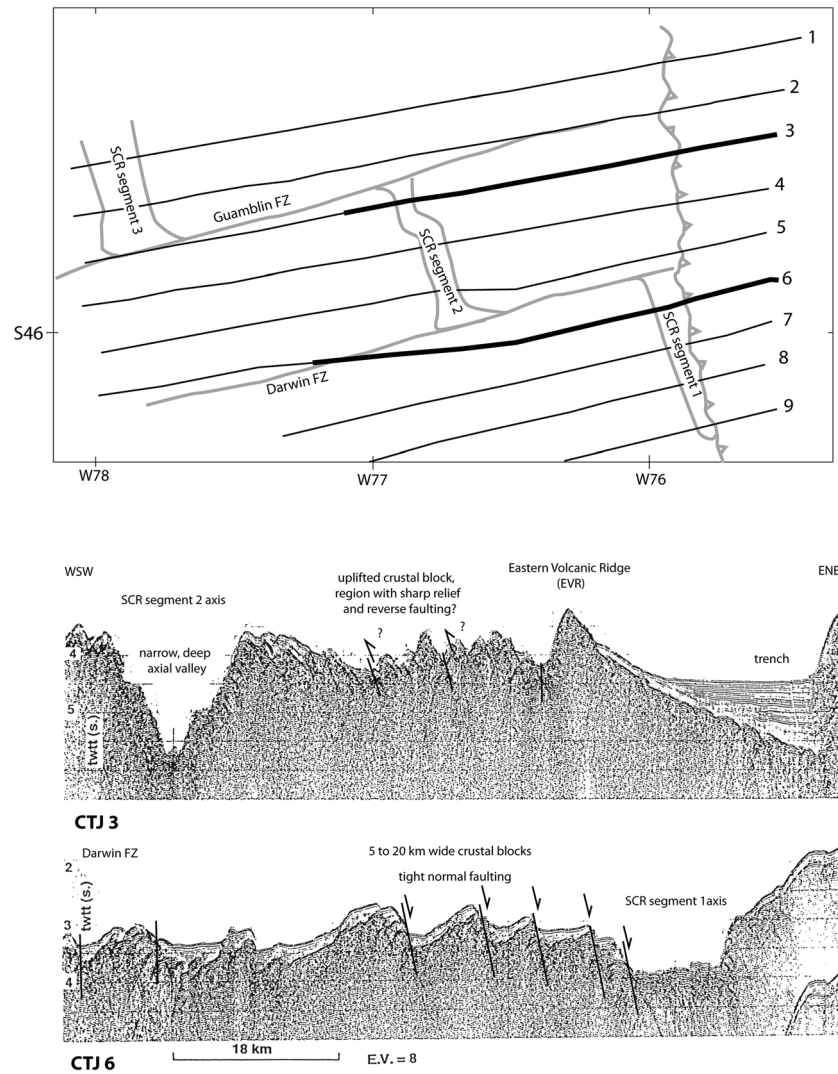 1
2
3
4
5
6
7
8
9
SCR segment 3
Guamblin FZ
SCR segment 2
Darwin FZ
SCR segment 1
S46
W78
W77
W76
WSW
ENE
SCR segment 2 axis
narrow, deep
axial valley
uplifted crustal block,
region with sharp relief
and reverse faulting?
?
?
Eastern Volcanic Ridge
(EVR)
trench
4
5
twtt (s.)
CTJ 3
Darwin FZ
5 to 20 km wide crustal blocks
tight normal faulting
SCR segment 1axis
2
3
4
twtt (s.)
18 km
E.V. = 8
CTJ 6